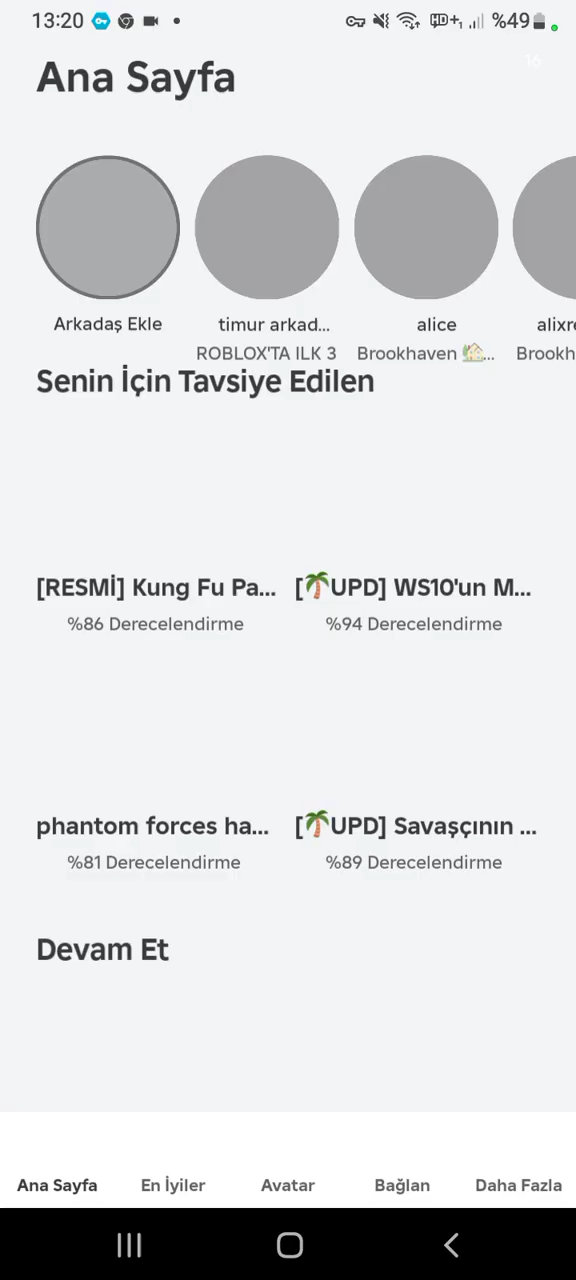 13:20 %49
16
Ana Sayfa
Arkadaş Ekle timur arkad... alice alixre
ROBLOX'TA ILK 3 Brookhaven 🏡... Brookh
Senin İçin Tavsiye Edilen
[RESMİ] Kung Fu Pa... [🌴UPD] WS10'un M...
%86 Derecelendirme %94 Derecelendirme
phantom forces ha... [🌴UPD] Savaşçının ...
%81 Derecelendirme %89 Derecelendirme
Devam Et
Ana Sayfa En İyiler Avatar Bağlan Daha Fazla